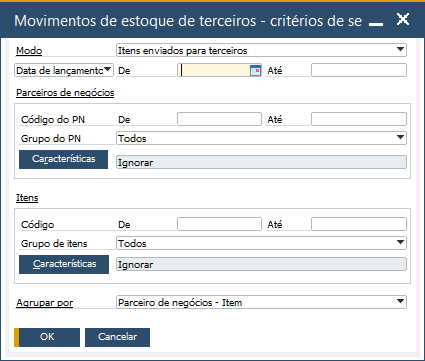 Movimentos de estoque de terceiros - critérios de se
Modo Itens enviados para terceiros
Data de lançamento De Até
Parceiros de negócios
Código do PN De Até
Grupo do PN Todos
Características Ignorar
Itens
Código De Até
Grupo de itens Todos
Características Ignorar
Agrupar por Parceiro de negócios - Item
OK Cancelar